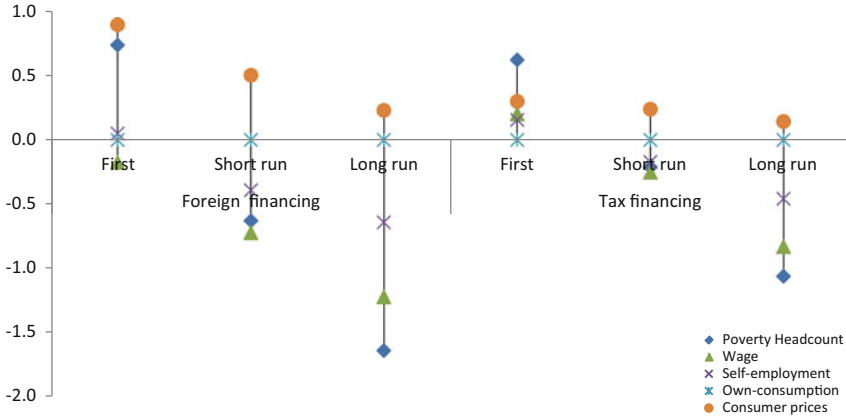 1.0
0.5
0.0
First Short run Long run First Short run Long run
Foreign financing Tax financing
-0.5
-1.0
-1.5
-2.0
Poverty Headcount
Wage
Self-employment
Own-consumption
Consumer prices